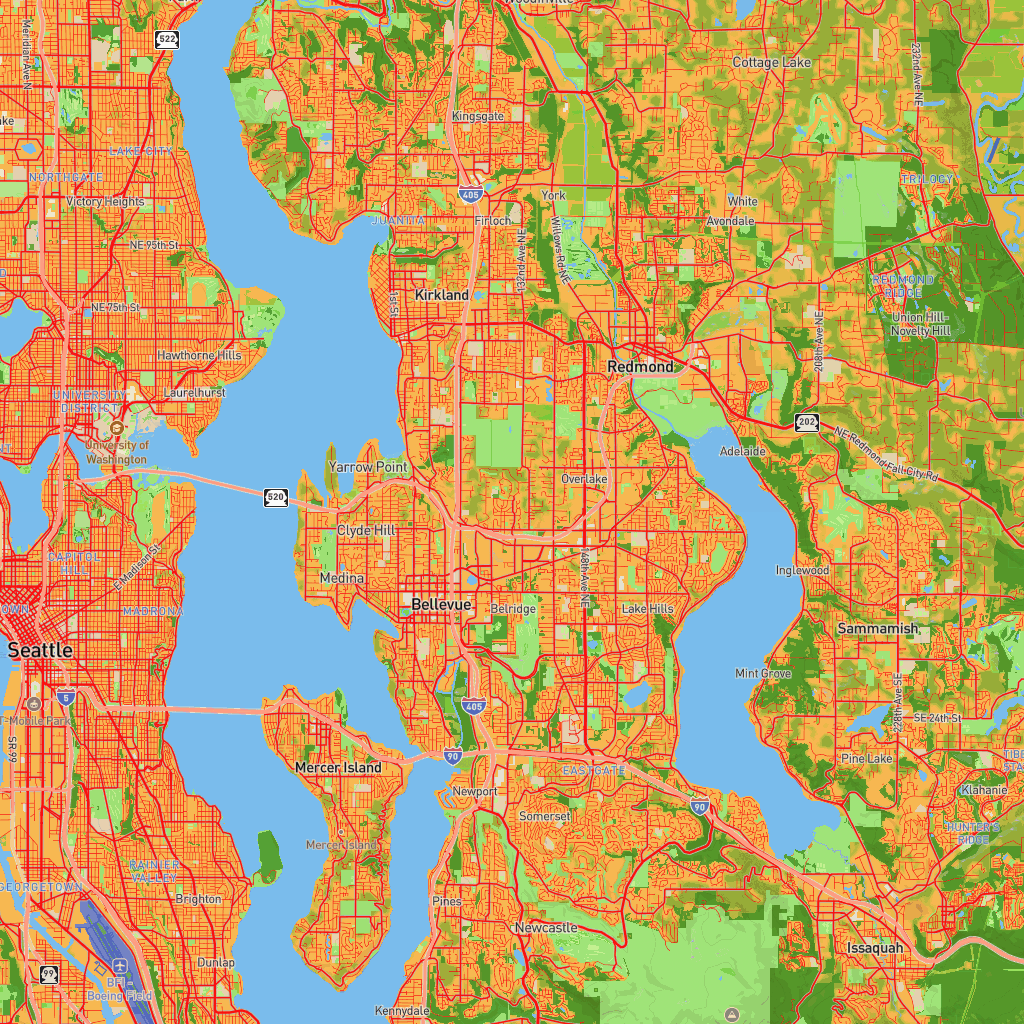 Woodinville
522
Meridian Ave N
232nd Ave NE
Cottage Lake
Kingsgate
LAKE CITY
NORTHGATE
TRILOGY
405
Victory Heights
York
White
JUANITA
Firloch
Avondale
NE 95th St
132nd Ave NE
Willows Rd NE
REDMOND
RIDGE
Kirkland
NE 75th St
Union Hill-
Novelty Hill
208th Ave NE
Hawthorne Hills
Redmond
UNIVERSITY
DISTRICT
Laurelhurst
202
University of
Washington
NE Redmond-Fall City Rd
Adelaide
Yarrow Point
Overlake
520
Clyde Hill
CAPITOL
HILL
E Madison St
148th Ave NE
Inglewood
Medina
Bellevue
Belridge
Lake Hills
MADRONA
Sammamish
Seattle
Mint Grove
5
405
T-Mobile Park
228th Ave SE
SE 24th St
SR 99
90
Mercer Island
EASTGATE
Pine Lake
Newport
Klahanie
90
Somerset
HUNTER'S
RIDGE
Mercer Island
RAINIER
VALLEY
GEORGETOWN
Brighton
Pines
Newcastle
Issaquah
Dunlap
99
BFI -
Boeing Field
Kennydale